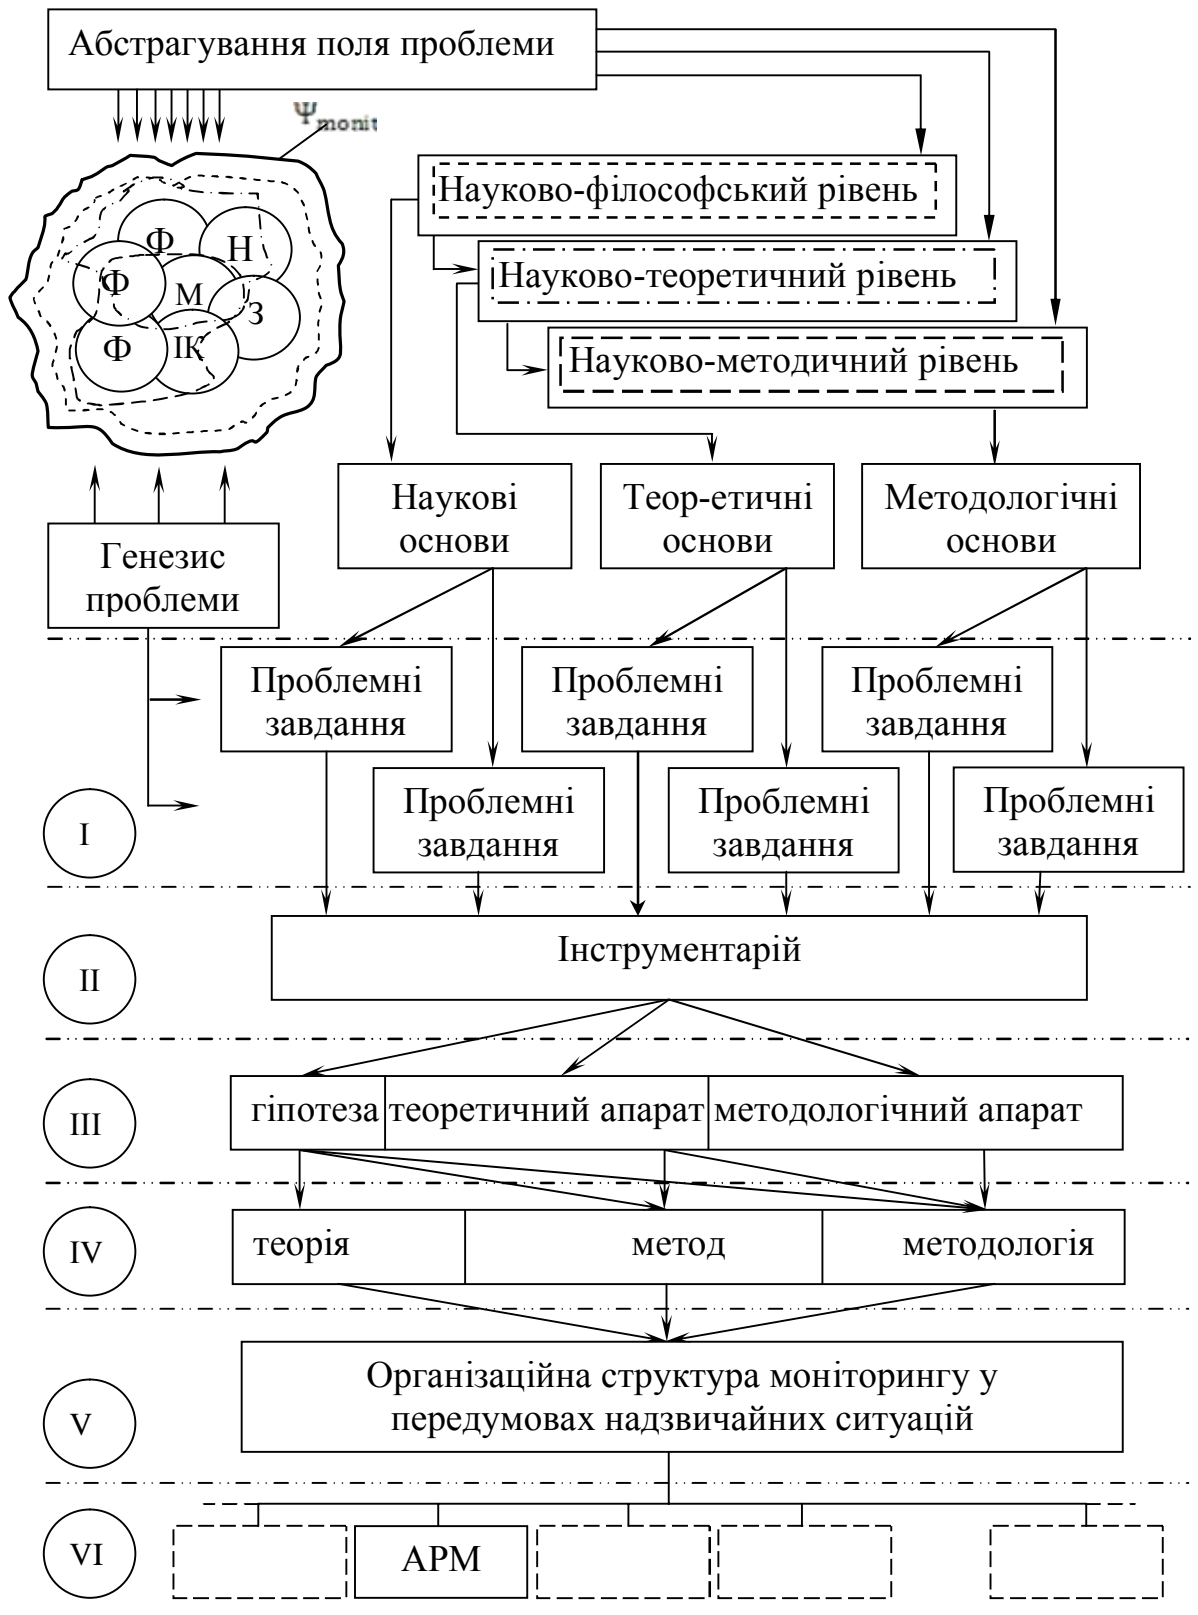 Абстрагування поля проблеми
Ψmonit
Науково-філософський рівень
Науково-теоретичний рівень
Науково-методичний рівень
Ф
Н
Ф
М
З
Ф
ІК
Наукові
основи
Теор-етичні
основи
Методологічні
основи
Генезис
проблеми
Проблемні
завдання
Проблемні
завдання
Проблемні
завдання
Проблемні
завдання
Проблемні
завдання
Проблемні
завдання
I
Інструментарій
II
III
гіпотеза
теоретичний апарат
методологічний апарат
IV
теорія
метод
методологія
V
Організаційна структура моніторингу у
передумовах надзвичайних ситуацій
VI
АРМ